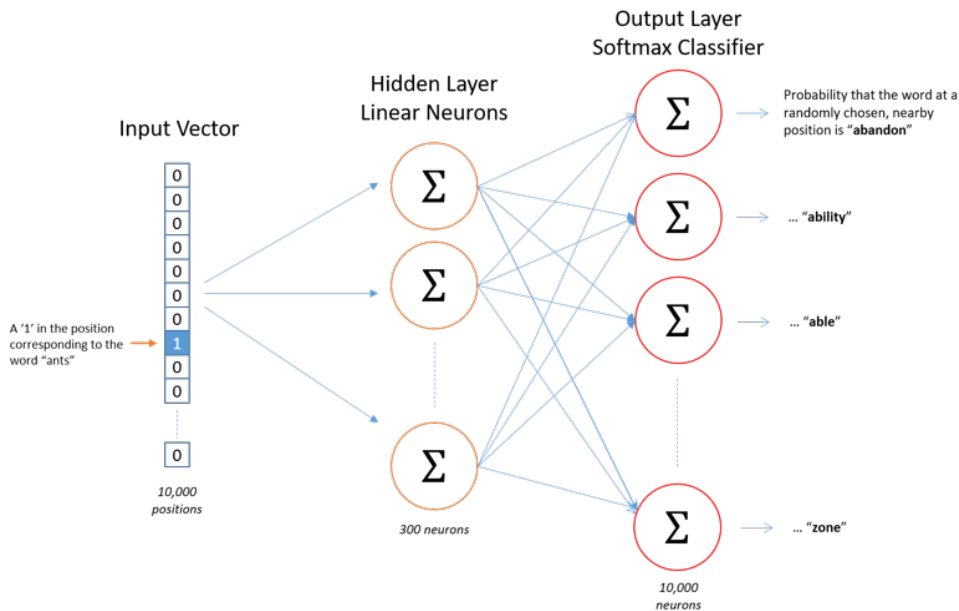 Output Layer
Softmax Classifier
Hidden Layer
Linear Neurons
Input Vector
0
0
0
0
0
0
0
1
0
0
0
A ‘1’ in the position
corresponding to the
word “ants”
10,000
positions
Σ
Σ
Σ
300 neurons
Σ
Σ
Σ
Σ
10,000
neurons
Probability that the word at a
randomly chosen, nearby
position is “abandon”
... “ability”
... “able”
... “zone”